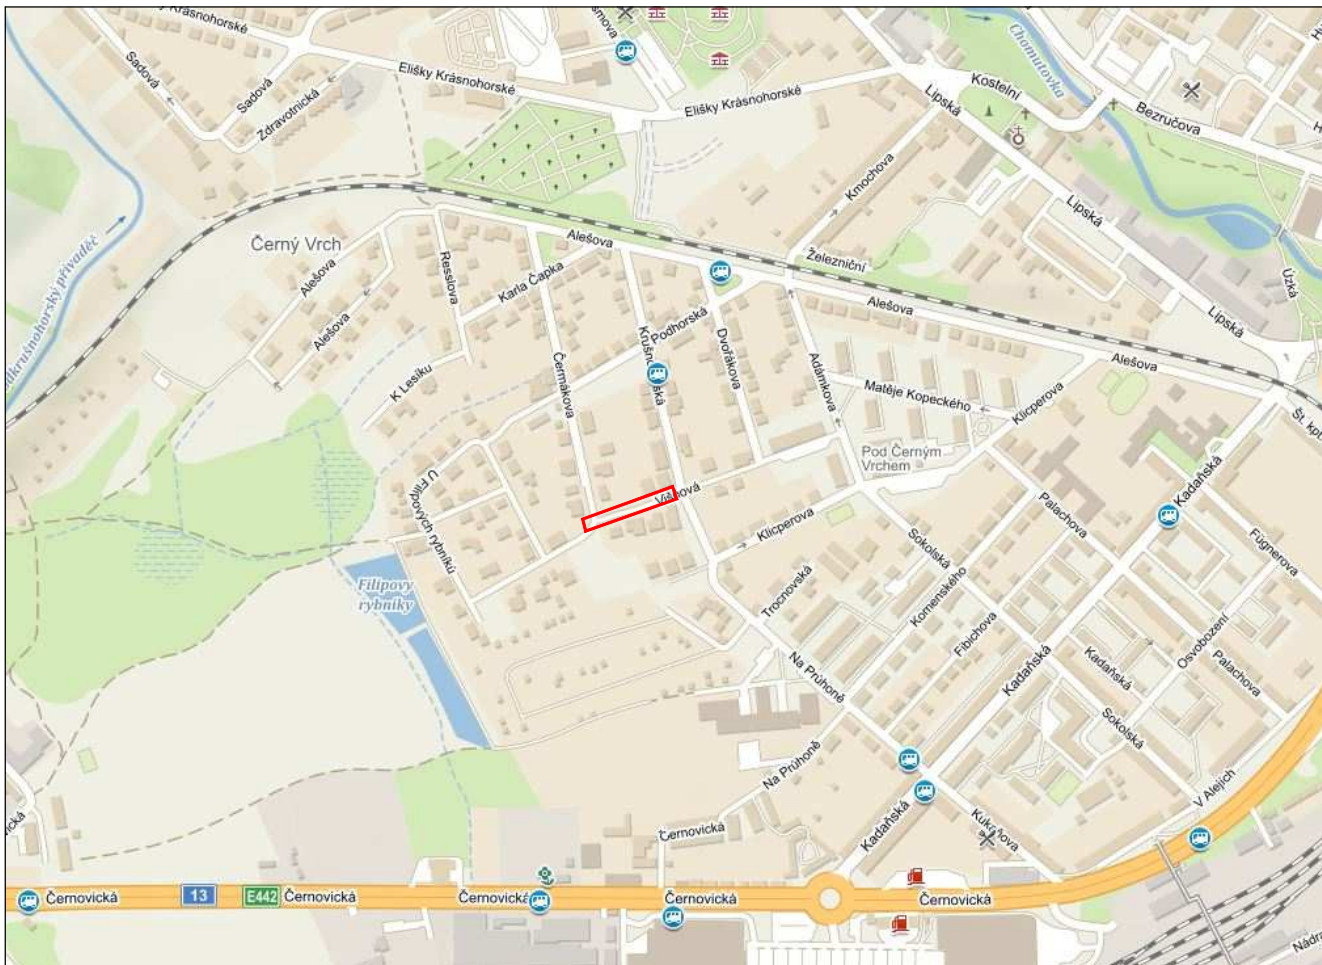 Krásnohorské
Sadová
Sadová
Zdravotnická
Elišky Krásnohorské
Elišky Krásnohorské
Lipská
Kostelní
Chomutovka
Bezručova
Kmochova
Lipská
Úzká
Lipská
Železniční
Černý Vrch
Alešova
Alešova
Alešova
Alešova
Alešova
Resslova
Karla Čapka
Podhorská
Dvořákova
Adámkova
Čermákova
K Lesíku
Matěje Kopeckého
Klicperova
Pod Černým
Vrchem
Kadaňská
Palachova
Fügnerova
Klicperova
Sokolská
U Filipových rybníků
Filipovy
rybníky
Trocnovská
Komenského
Fibichova
Osvobození
Kadaňská
Kadaňská
Palachova
Na Průhoně
Sokolská
Na Průhoně
V Alejích
Kadaňská
Černovická
Černovická
13
E442
Černovická
Černovická
Černovická
Černovická